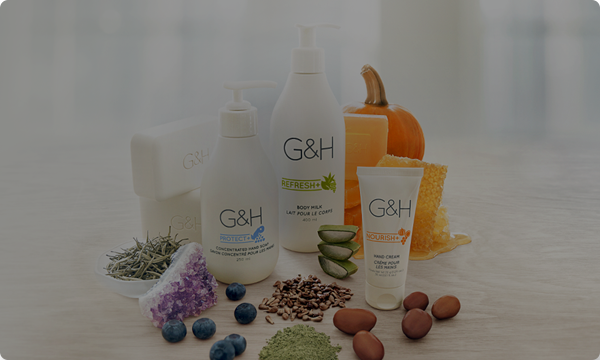 G&H
G&H
REFRESH+
BODY MILK
LAIT POUR LE CORPS
G&H
PROTECT+
CONCENTRATED HAND SOAP
SAVON CONCENTRÉ POUR LES MAINS
G&H
NOURISH+
HAND CREAM
CRÈME POUR
LES MAINS